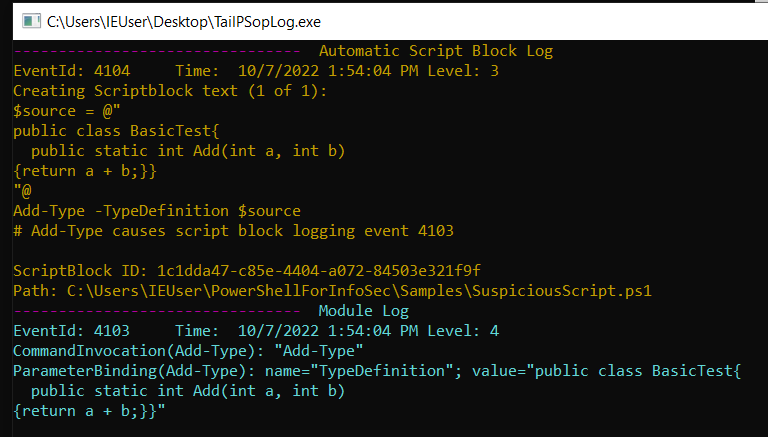 C:\Users\IEUser\Desktop\TailPSopLog.exe
-------------------------------- Automatic Script Block Log
EventId: 4104 Time: 10/7/2022 1:54:04 PM Level: 3
Creating Scriptblock text (1 of 1):
$source = @"
public class BasicTest{
public static int Add(int a, int b)
{return a + b;}}
"@
Add-Type -TypeDefinition $source
# Add-Type causes script block logging event 4103
ScriptBlock ID: 1c1dda47-c85e-4404-a072-84503e321f9f
Path: C:\Users\IEUser\PowerShellForInfoSec\Samples\SuspiciousScript.ps1
-------------------------------- Module Log
EventId: 4103 Time: 10/7/2022 1:54:04 PM Level: 4
CommandInvocation(Add-Type): "Add-Type"
ParameterBinding(Add-Type): name="TypeDefinition"; value="public class BasicTest{
public static int Add(int a, int b)
{return a + b;}}"